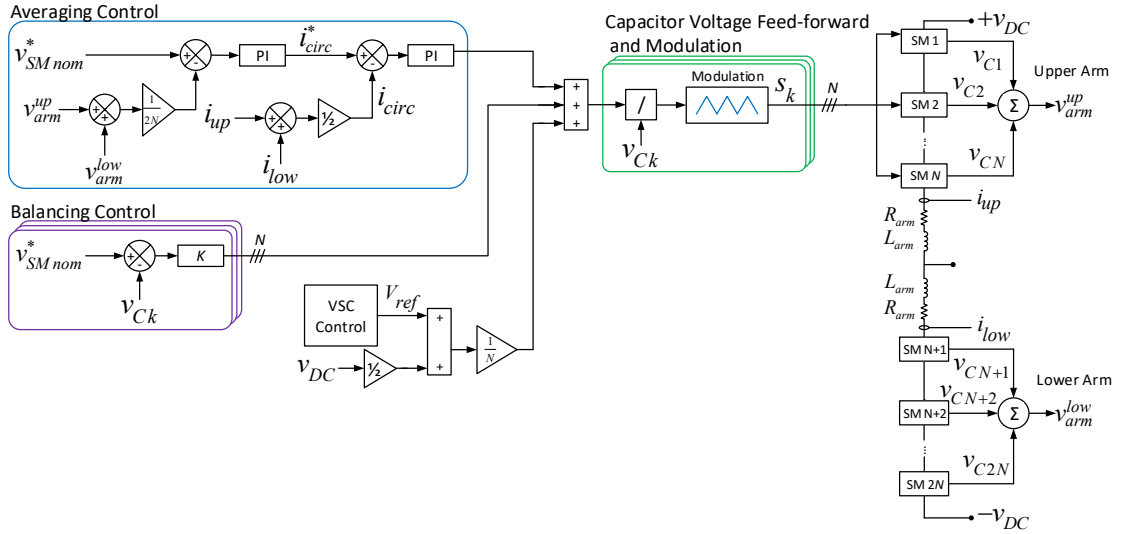 Averaging Control
v*SM nom
+
-
PI
i*circ
+
-
PI
v^up_arm
+
+
1/2N
i_up
+
+
½
i_circ
v^low_arm
i_low
Balancing Control
v*SM nom
+
-
K
N
v_Ck
VSC
Control
V_ref
v_DC
½
+
+
1/N
+
+
+
Capacitor Voltage Feed-forward
and Modulation
/
Modulation
s_k
N
v_Ck
+v_DC
SM 1
v_C1
Upper Arm
SM 2
v_C2
Σ
v^up_arm
⋮
SM N
v_CN
i_up
R_arm
L_arm
L_arm
R_arm
i_low
SM N+1
v_CN+1
Lower Arm
SM N+2
v_CN+2
Σ
v^low_arm
⋮
SM 2N
v_C2N
−v_DC